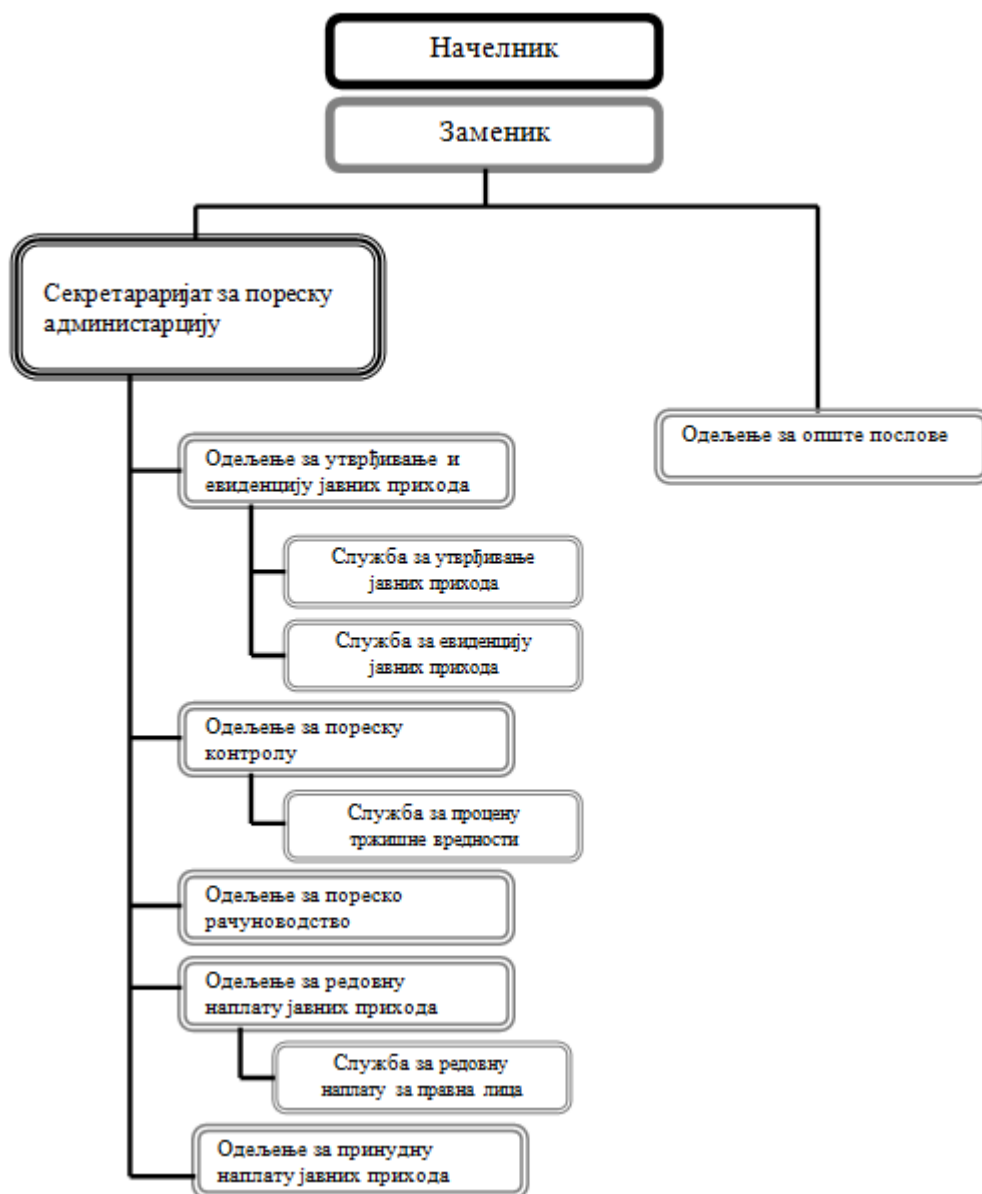 Начелник
Заменик
Секретараријат за пореску
администарцију
Одељење за опште послове
Одељење за утврђивање и
евиденцију јавних прихода
Служба за утврђивање
јавних прихода
Служба за евиденцију
јавних прихода
Одељење за пореску
контролу
Служба за процену
тржишне вредности
Одељење за пореско
рачуноводство
Одељење за редовну
наплату јавних прихода
Служба за редовну
наплату за правна лица
Одељење за принудну
наплату јавних прихода